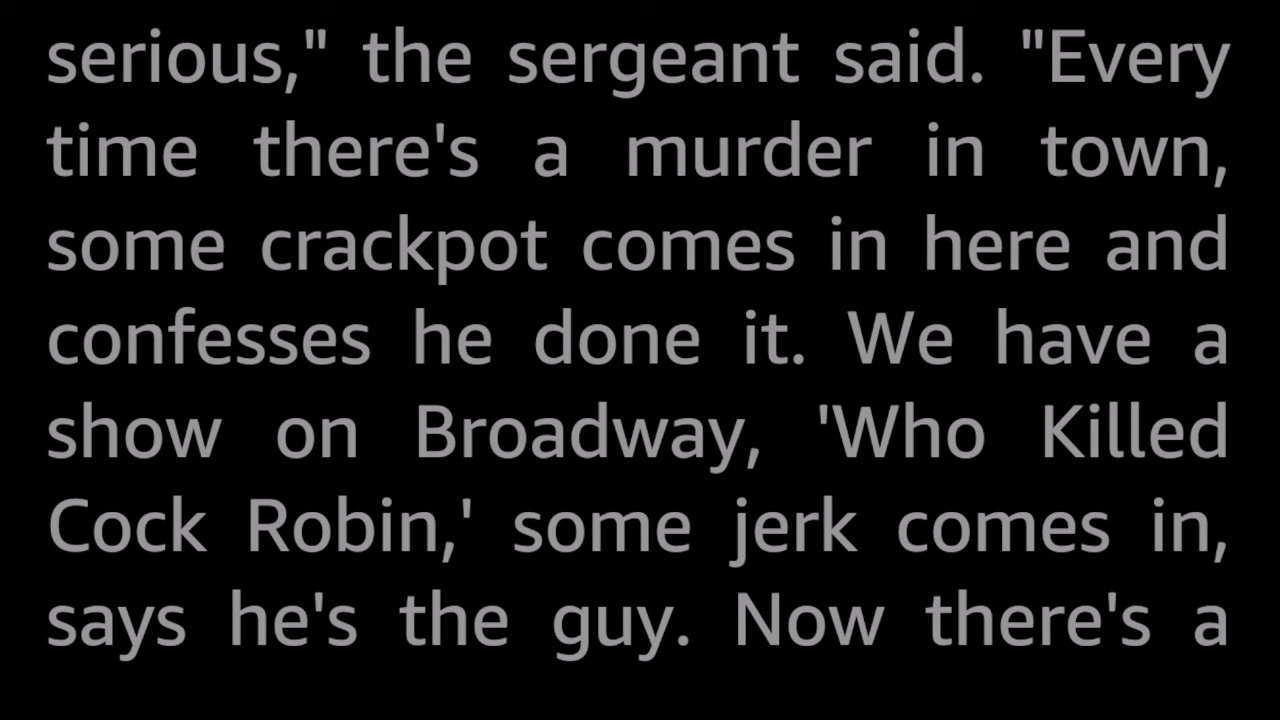 serious," the sergeant said. "Every
time there's a murder in town,
some crackpot comes in here and
confesses he done it. We have a
show on Broadway, 'Who Killed
Cock Robin,' some jerk comes in,
says he's the guy. Now there's a